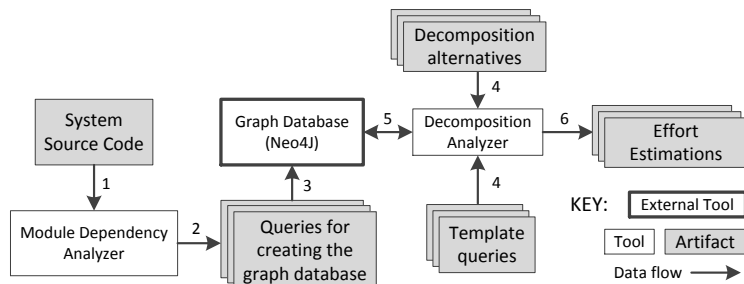 Decomposition
alternatives
4
System
Source Code
Graph Database
(Neo4J)
5
Decomposition
Analyzer
6
Effort
Estimations
1
3
4
Module Dependency
Analyzer
2
Queries for
creating the
graph database
Template
queries
KEY:
External Tool
Tool
Artifact
Data flow